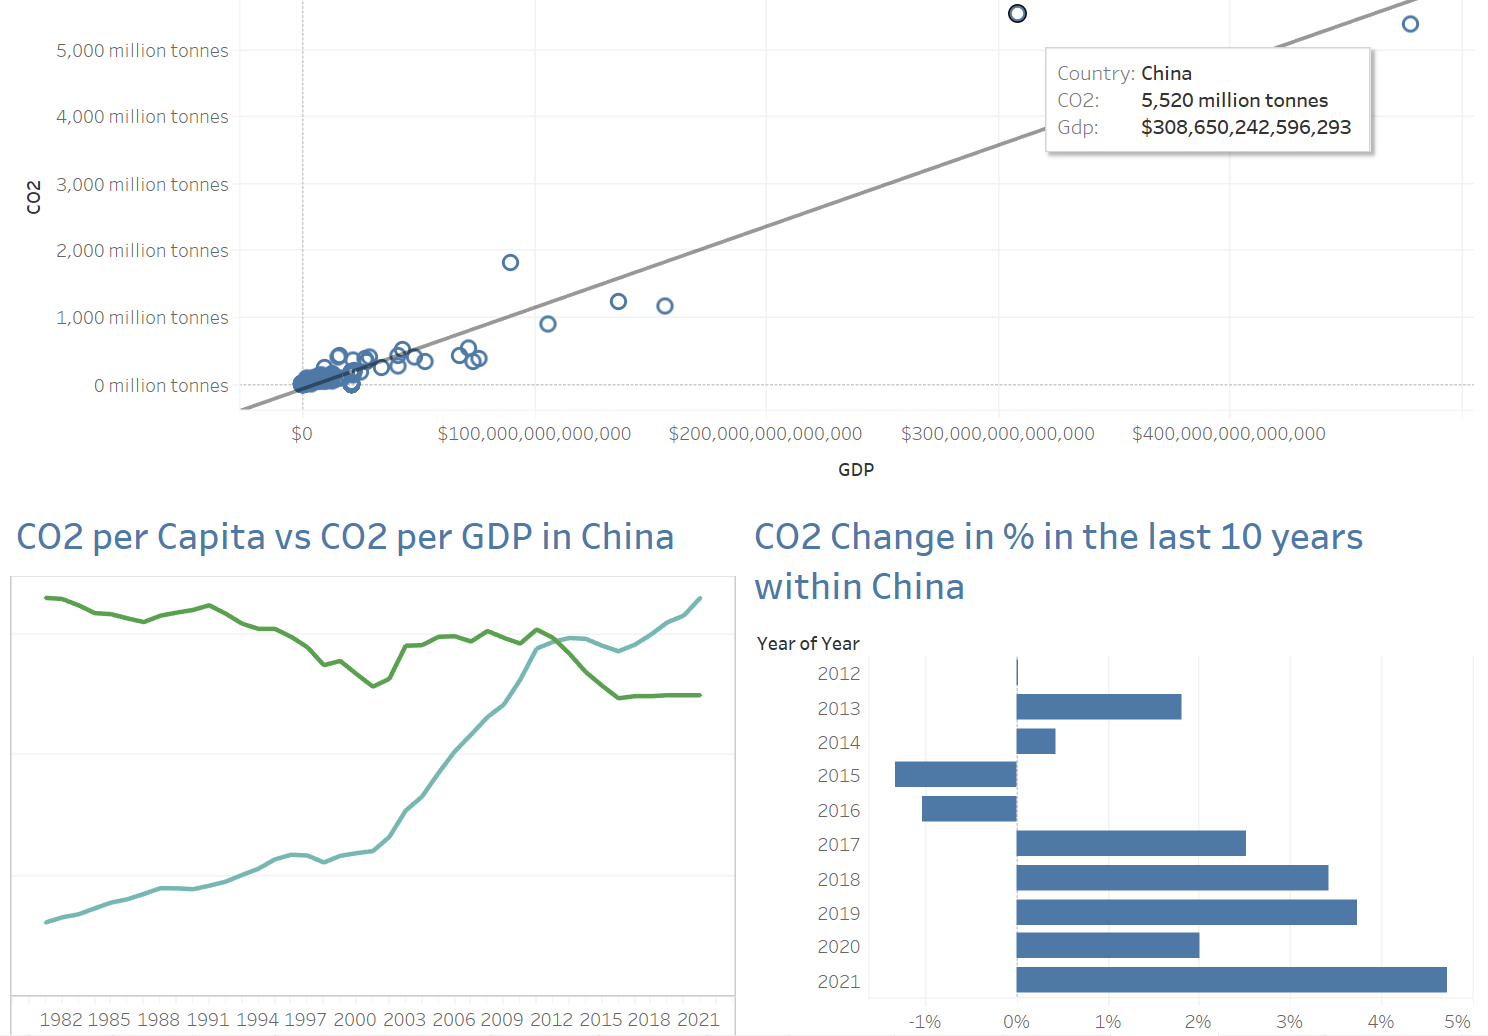 5,000 million tonnes
4,000 million tonnes
3,000 million tonnes
2,000 million tonnes
1,000 million tonnes
0 million tonnes
CO2
Country: China
CO2: 5,520 million tonnes
Gdp: $308,650,242,596,293
$0 $100,000,000,000,000 $200,000,000,000,000 $300,000,000,000,000 $400,000,000,000,000
GDP
CO2 per Capita vs CO2 per GDP in China
1982 1985 1988 1991 1994 1997 2000 2003 2006 2009 2012 2015 2018 2021
CO2 Change in % in the last 10 years
within China
Year of Year
2012
2013
2014
2015
2016
2017
2018
2019
2020
2021
-1% 0% 1% 2% 3% 4% 5%